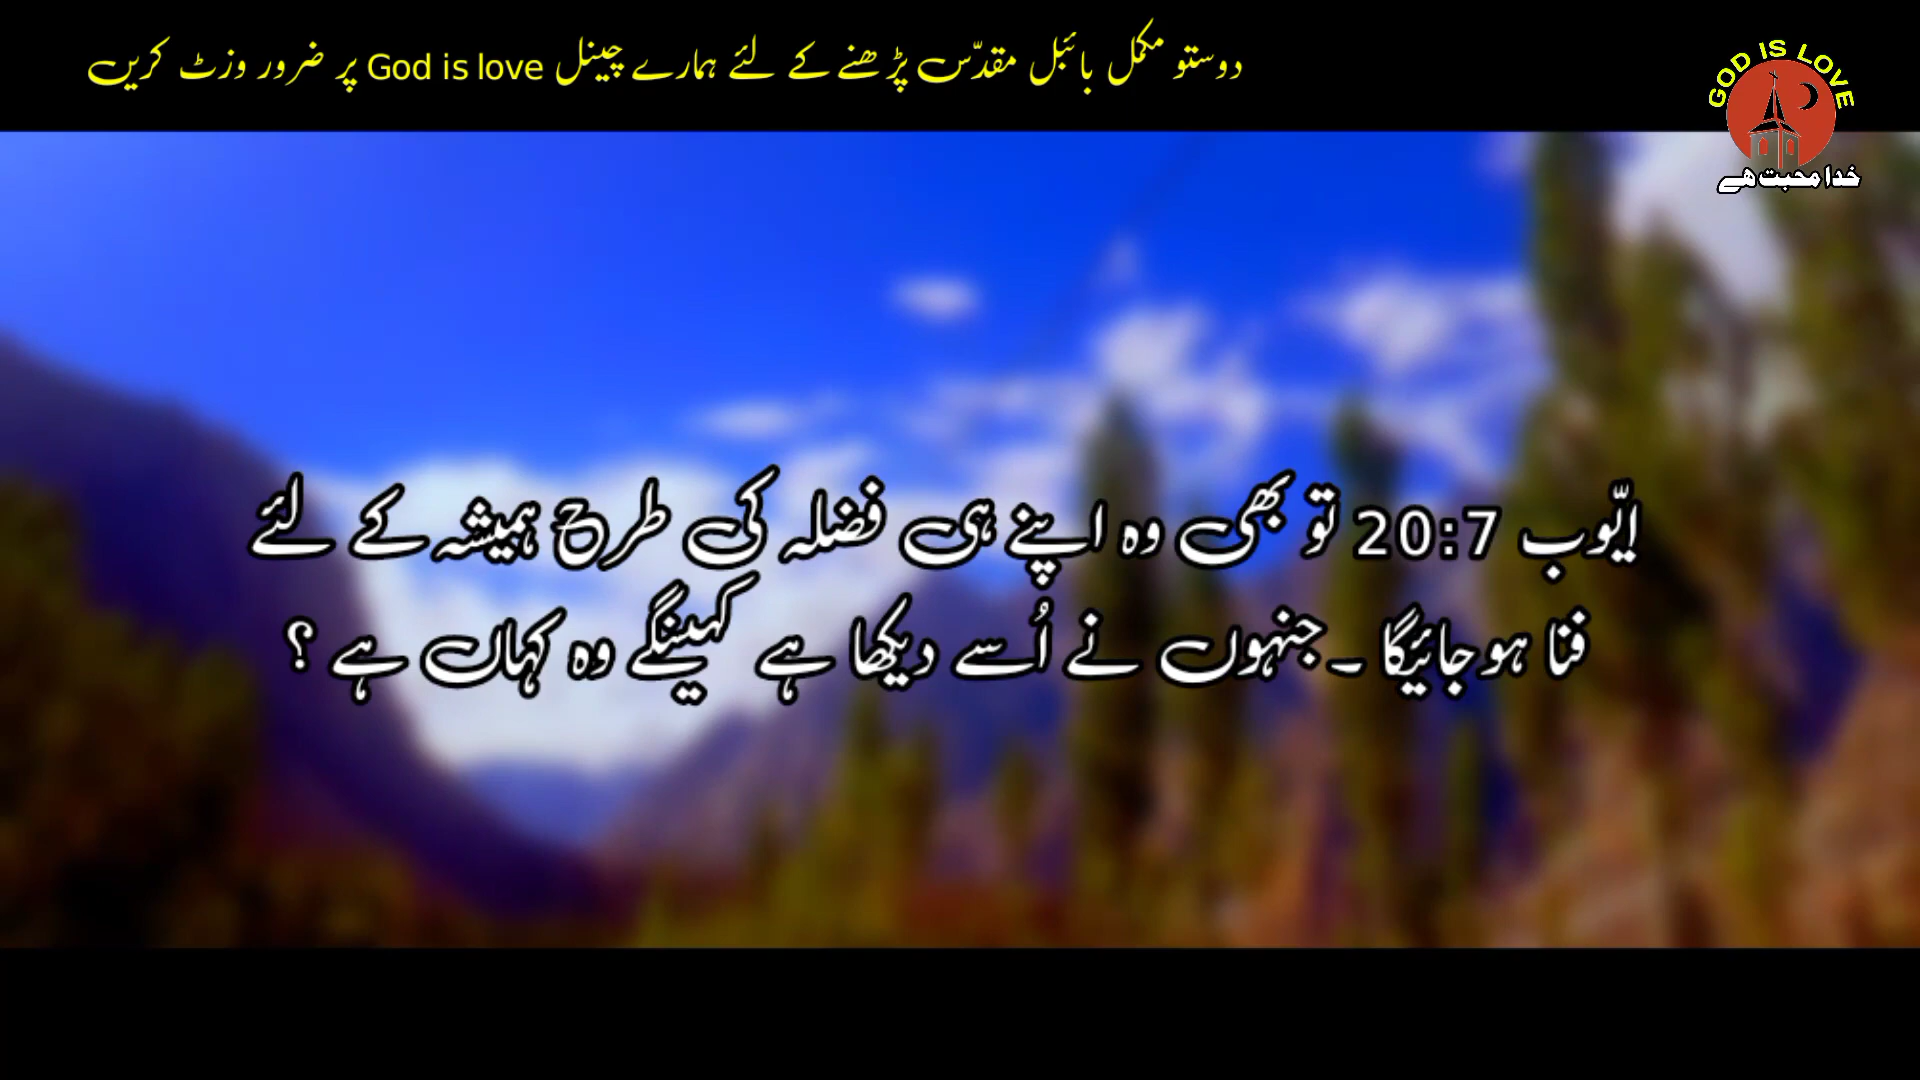 دوستو مکمل بائبل مقدّس پڑھنے کے لئے ہمارے چینل God is love پر ضرور وزٹ کریں
GOD IS LOVE
خدا محبت ھے
ایّوب 20:7 تو بھی وہ اپنے ہی فضلہ کی طرح ہمیشہ کے لئے
فنا ہو جائیگا ۔ جنہوں نے اُسے دیکھا ہے کہینگے وہ کہاں ہے ؟